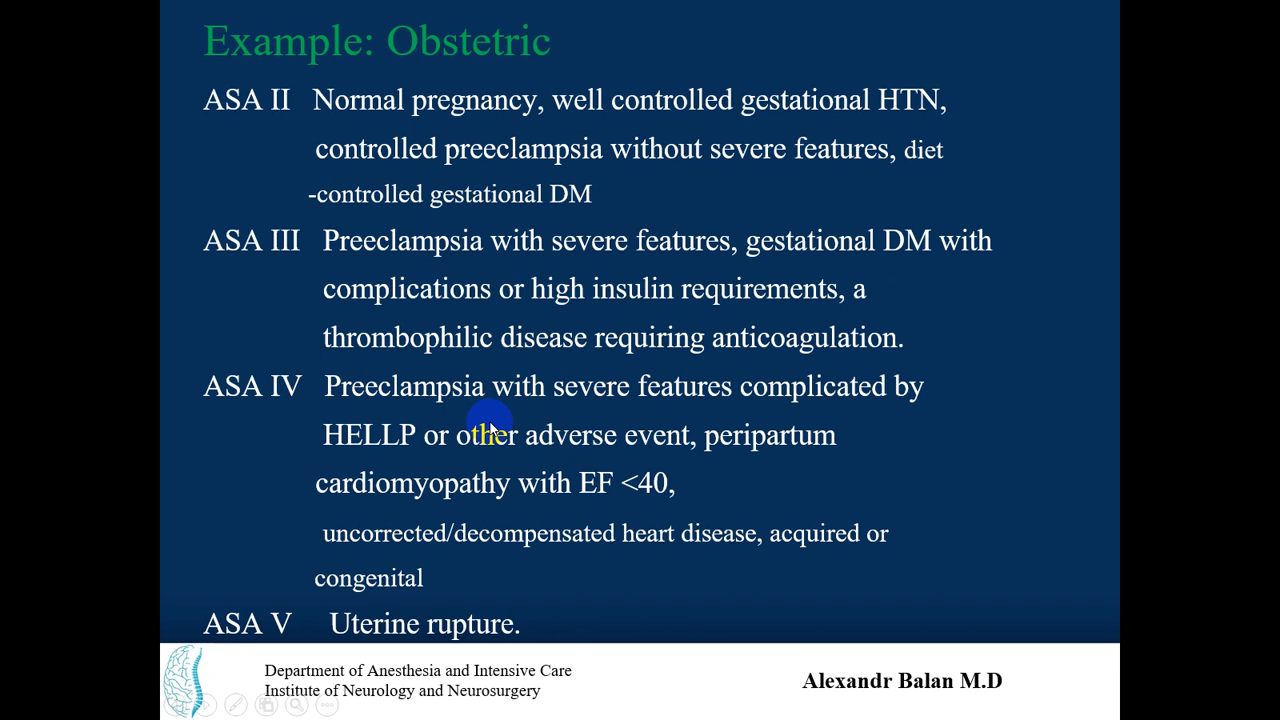 Example: Obstetric
ASA II Normal pregnancy, well controlled gestational HTN,
controlled preeclampsia without severe features, diet
-controlled gestational DM
ASA III Preeclampsia with severe features, gestational DM with
complications or high insulin requirements, a
thrombophilic disease requiring anticoagulation.
ASA IV Preeclampsia with severe features complicated by
HELLP or other adverse event, peripartum
cardiomyopathy with EF <40,
uncorrected/decompensated heart disease, acquired or
congenital
ASA V Uterine rupture.
Department of Anesthesia and Intensive Care
Institute of Neurology and Neurosurgery
Alexandr Balan M.D